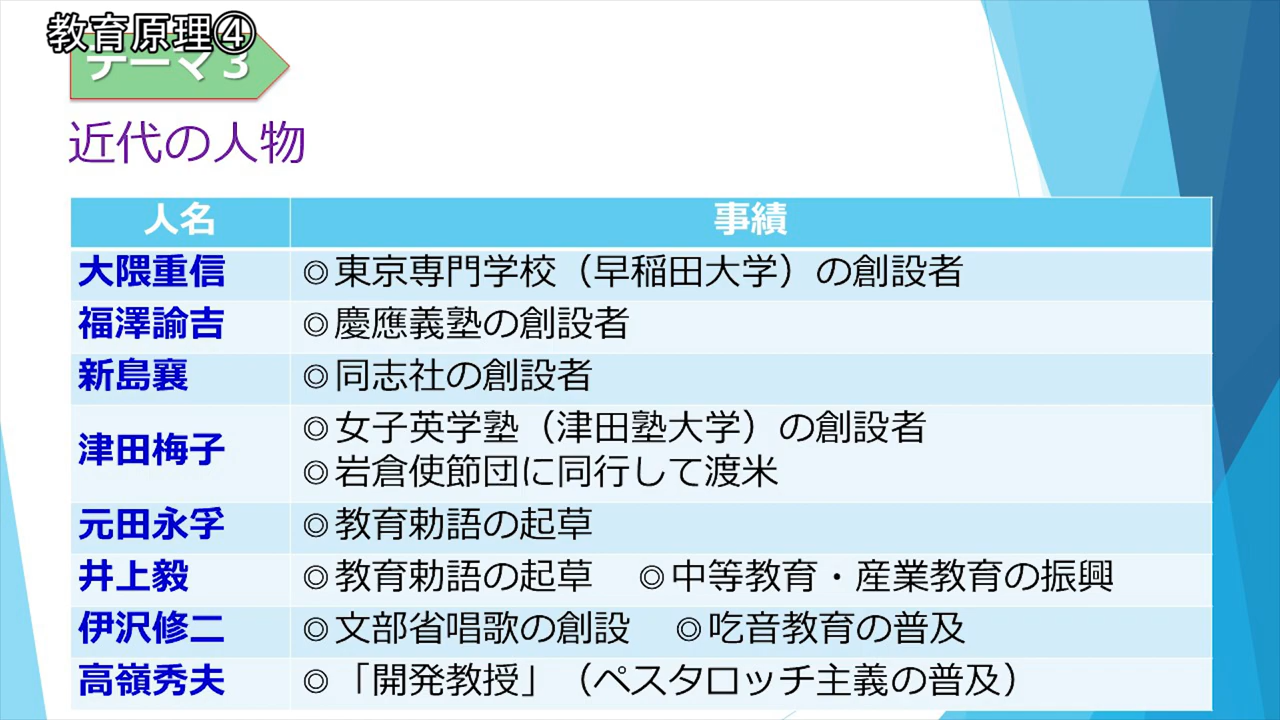 教育原理④
テーマ3
近代の人物
人名 事績
大隈重信 ◎東京専門学校（早稲田大学）の創設者
福澤諭吉 ◎慶應義塾の創設者
新島襄 ◎同志社の創設者
津田梅子 ◎女子英学塾（津田塾大学）の創設者
◎岩倉使節団に同行して渡米
元田永孚 ◎教育勅語の起草
井上毅 ◎教育勅語の起草 ◎中等教育・産業教育の振興
伊沢修二 ◎文部省唱歌の創設 ◎吃音教育の普及
高嶺秀夫 ◎「開発教授」（ペスタロッチ主義の普及）